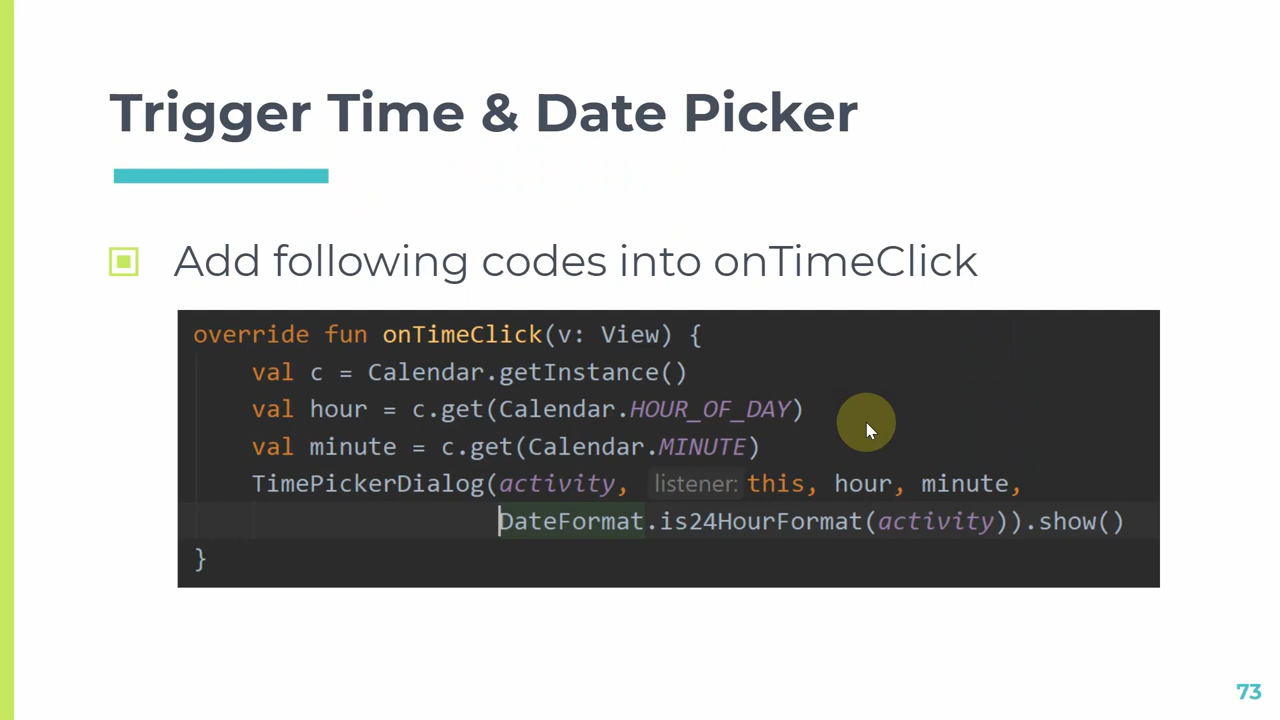 Trigger Time & Date Picker
Add following codes into onTimeClick
override fun onTimeClick(v: View) {
val c = Calendar.getInstance()
val hour = c.get(Calendar.HOUR_OF_DAY)
val minute = c.get(Calendar.MINUTE)
TimePickerDialog(activity, listener: this, hour, minute,
DateFormat.is24HourFormat(activity)).show()
}
73